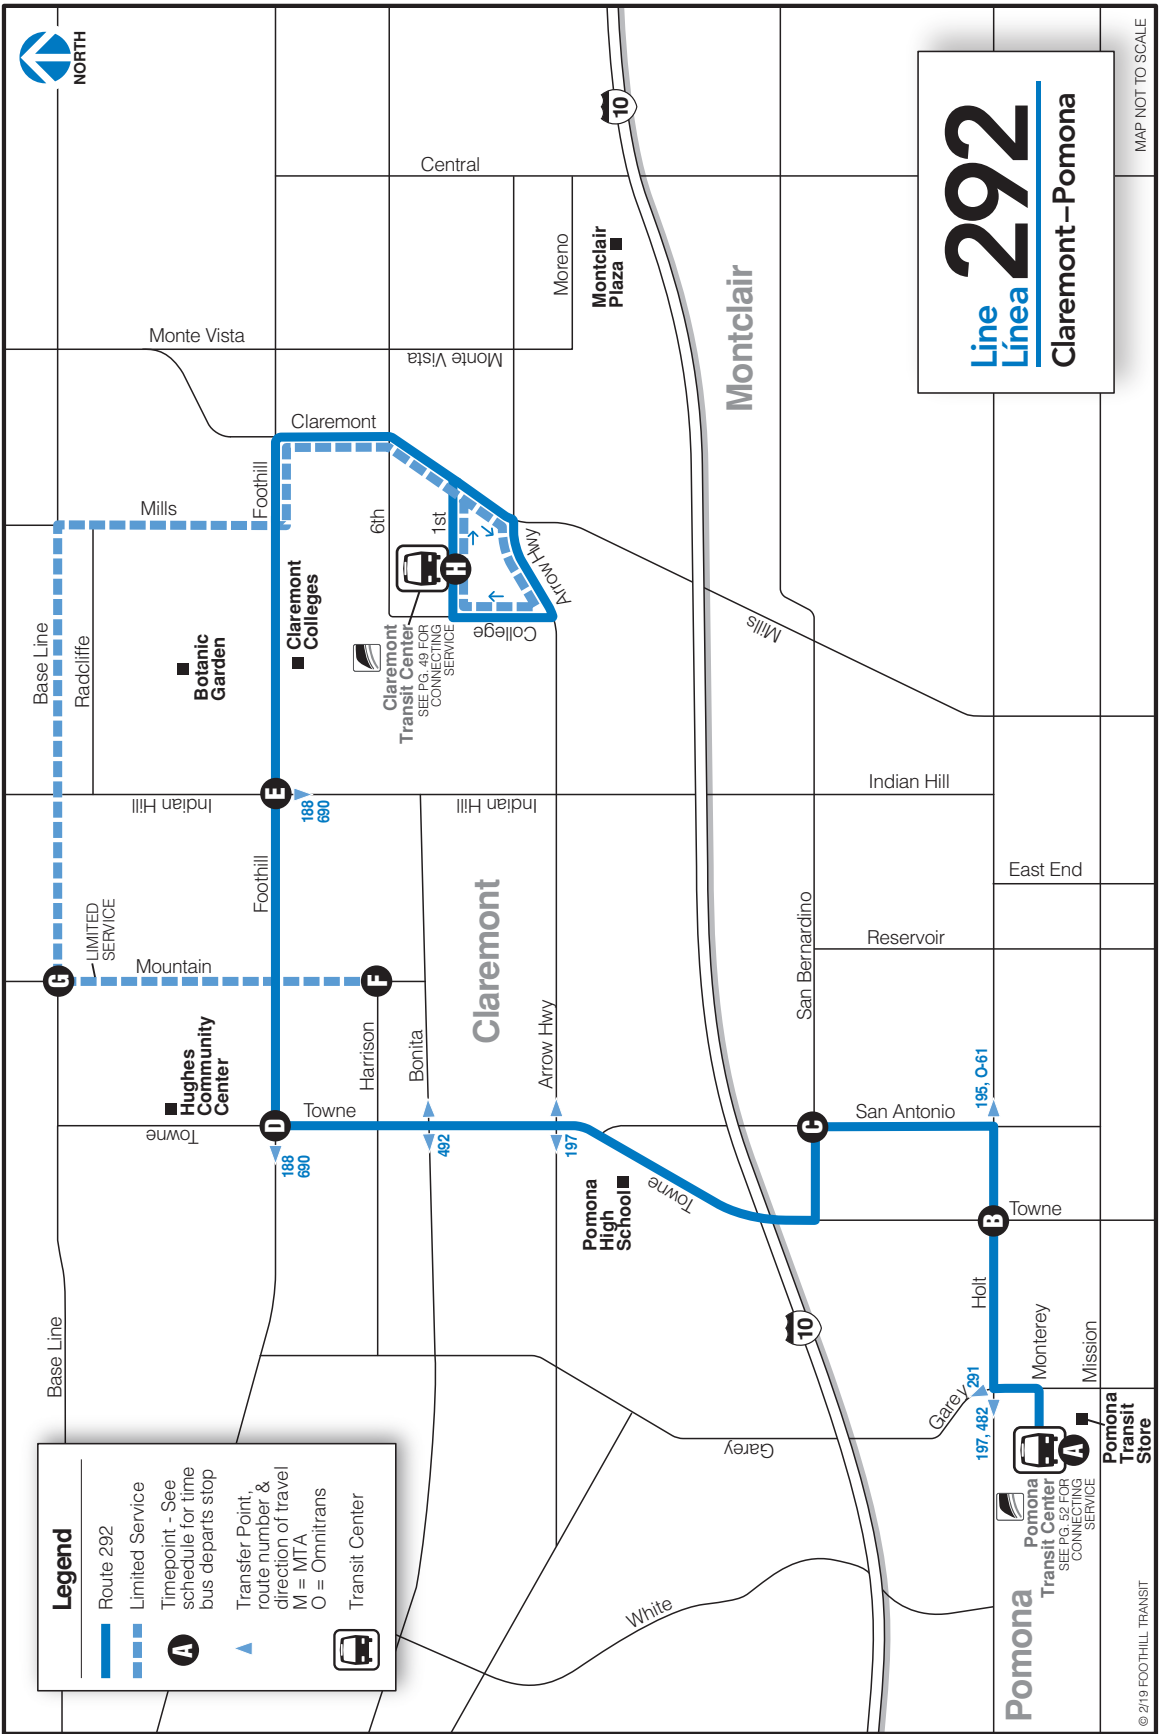 NORTH
Central
Moreno
Montclair
Plaza
Monte Vista
Monte Vista
10
Montclair
Line
Línea
292
Claremont–Pomona
MAP NOT TO SCALE
Claremont
Mills
Foothill
6th
1st
H
Arrow Hwy
College
Mills
Base Line
Radcliffe
Botanic
Garden
Claremont
Colleges
Claremont
Transit Center
SEE PG. 49 FOR
CONNECTING
SERVICE
Indian Hill
E
188
690
Indian Hill
Indian Hill
Foothill
Claremont
East End
San Bernardino
Reservoir
G
LIMITED
SERVICE
Mountain
F
Hughes
Community
Center
Harrison
Bonita
Arrow Hwy
Towne
D
Towne
188
690
492
197
Pomona
High
School
Towne
C
San Antonio
195, O-61
B
Towne
Holt
10
Base Line
Garey
Garey
291
197, 482
Monterey
Mission
A
Pomona
Transit
Store
Pomona
Transit Center
SEE PG. 52 FOR
CONNECTING
SERVICE
White
Pomona
Legend
Route 292
Limited Service
A
Timepoint - See
schedule for time
bus departs stop
Transfer Point,
route number &
direction of travel
M = MTA
O = Omnitrans
Transit Center
© 2/19 FOOTHILL TRANSIT